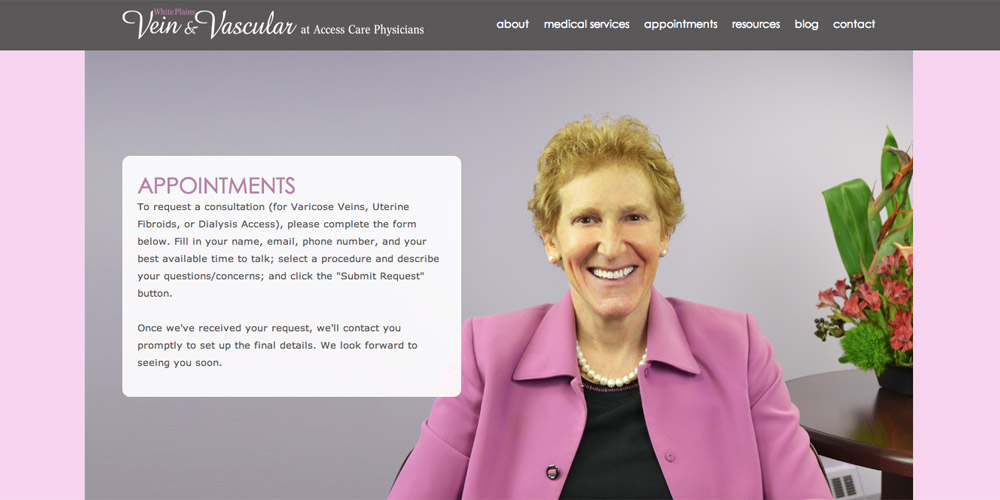 White Plains
Vein & Vascular at Access Care Physicians
about medical services appointments resources blog contact
APPOINTMENTS
To request a consultation (for Varicose Veins, Uterine
Fibroids, or Dialysis Access), please complete the form
below. Fill in your name, email, phone number, and your
best available time to talk; select a procedure and describe
your questions/concerns; and click the "Submit Request"
button.
Once we've received your request, we'll contact you
promptly to set up the final details. We look forward to
seeing you soon.